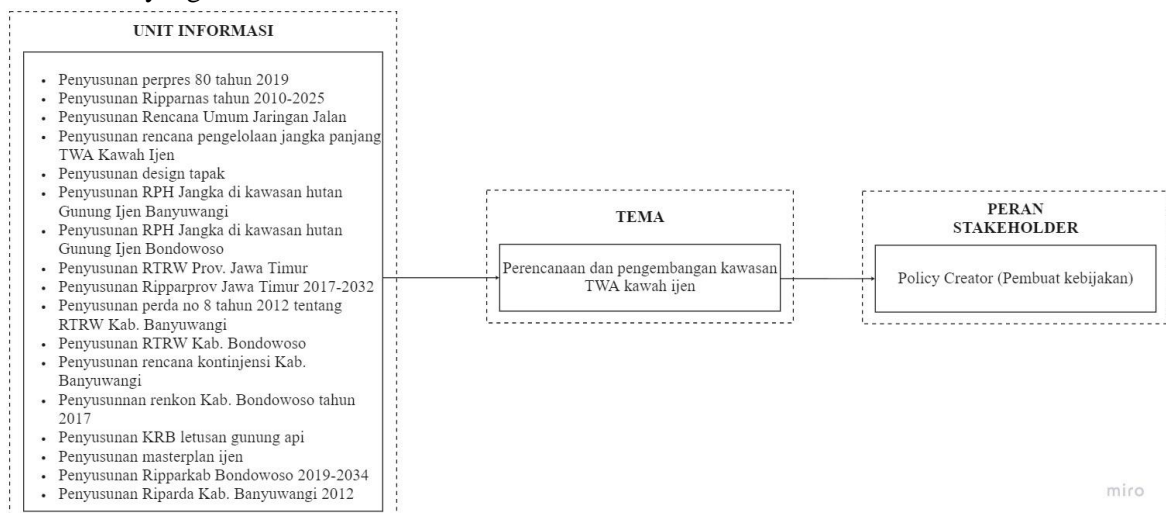 UNIT INFORMASI
• Penyusunan perpres 80 tahun 2019
• Penyusunan Ripparnas tahun 2010-2025
• Penyusunan Rencana Umum Jaringan Jalan
• Penyusunan rencana pengelolaan jangka panjang
TWA Kawah Ijen
• Penyusunan design tapak
• Penyusunan RPH Jangka di kawasan hutan
Gunung Ijen Banyuwangi
• Penyusunan RPH Jangka di kawasan hutan
Gunung Ijen Bondowoso
• Penyusunan RTRW Prov. Jawa Timur
• Penyusunan Ripparprov Jawa Timur 2017-2032
• Penyusunan perda no 8 tahun 2012 tentang
RTRW Kab. Banyuwangi
• Penyusunan RTRW Kab. Bondowoso
• Penyusunan rencana kontinjensi Kab.
Banyuwangi
• Penyusunnan renkon Kab. Bondowoso tahun
2017
• Penyusunan KRB letusan gunung api
• Penyusunan masterplan ijen
• Penyusunan Ripparkab Bondowoso 2019-2034
• Penyusunan Riparda Kab. Banyuwangi 2012
TEMA
Perencanaan dan pengembangan kawasan
TWA kawah ijen
PERAN
STAKEHOLDER
Policy Creator (Pembuat kebijakan)
miro